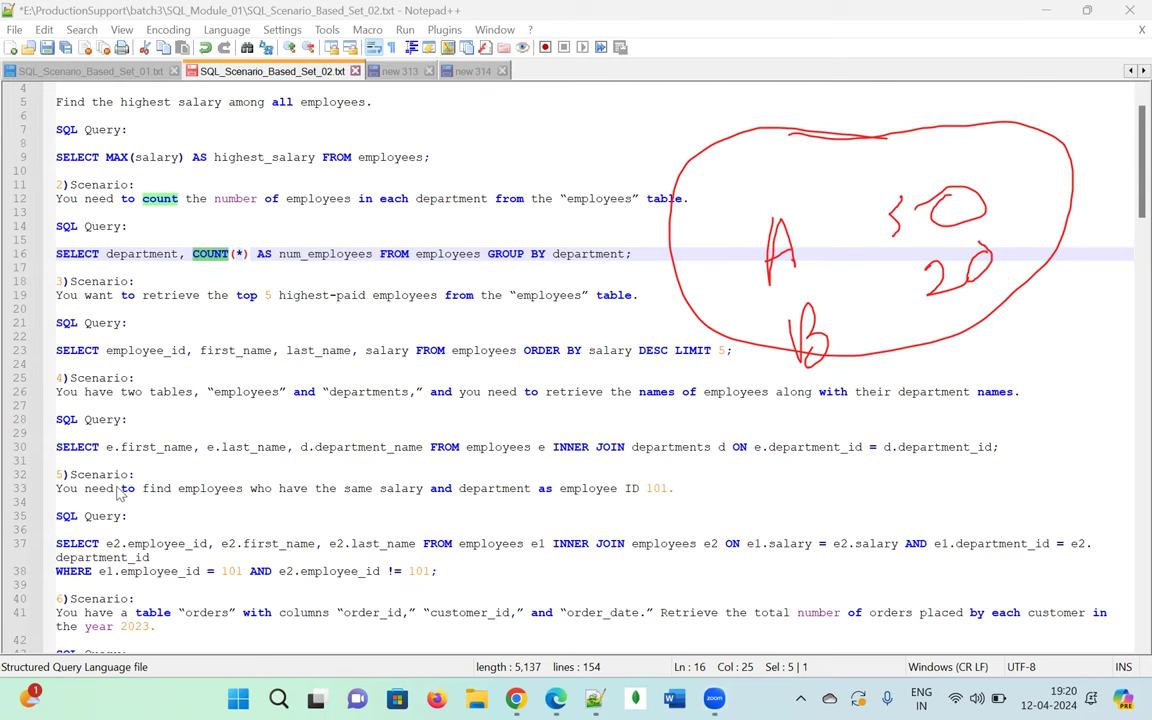 *E:\ProductionSupport\batch3\SQL_Module_01\SQL_Scenario_Based_Set_02.txt - Notepad++
File Edit Search View Encoding Language Settings Tools Macro Run Plugins Window ? X
SQL_Scenario_Based_Set_01.txt SQL_Scenario_Based_Set_02.txt new 313 new 314
4
5 Find the highest salary among all employees.
6
7 SQL Query:
8
9 SELECT MAX(salary) AS highest_salary FROM employees;
10
11 2)Scenario:
12 You need to count the number of employees in each department from the “employees” table.
13
14 SQL Query:
15
16 SELECT department, COUNT(*) AS num_employees FROM employees GROUP BY department;
17
18 3)Scenario:
19 You want to retrieve the top 5 highest-paid employees from the “employees” table.
20
21 SQL Query:
22
23 SELECT employee_id, first_name, last_name, salary FROM employees ORDER BY salary DESC LIMIT 5;
24
25 4)Scenario:
26 You have two tables, “employees” and “departments,” and you need to retrieve the names of employees along with their department names.
27
28 SQL Query:
29
30 SELECT e.first_name, e.last_name, d.department_name FROM employees e INNER JOIN departments d ON e.department_id = d.department_id;
31
32 5)Scenario:
33 You need to find employees who have the same salary and department as employee ID 101.
34
35 SQL Query:
36
37 SELECT e2.employee_id, e2.first_name, e2.last_name FROM employees e1 INNER JOIN employees e2 ON e1.salary = e2.salary AND e1.department_id = e2.
department_id
38 WHERE e1.employee_id = 101 AND e2.employee_id != 101;
39
40 6)Scenario:
41 You have a table “orders” with columns “order_id,” “customer_id,” and “order_date.” Retrieve the total number of orders placed by each customer in
the year 2023.
42
A 50
B 20
Structured Query Language file length : 5,137 lines : 154 Ln : 16 Col : 25 Sel : 5 | 1 Windows (CR LF) UTF-8 INS
1 zoom ENG 19:20
IN 12-04-2024 PRE